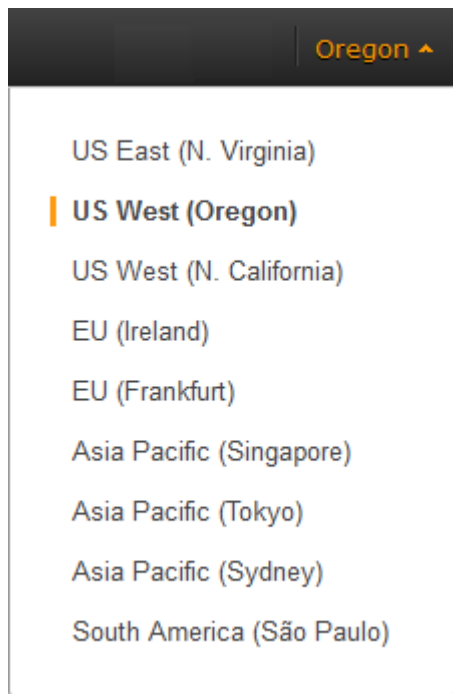 Oregon
US East (N. Virginia)
US West (Oregon)
US West (N. California)
EU (Ireland)
EU (Frankfurt)
Asia Pacific (Singapore)
Asia Pacific (Tokyo)
Asia Pacific (Sydney)
South America (São Paulo)